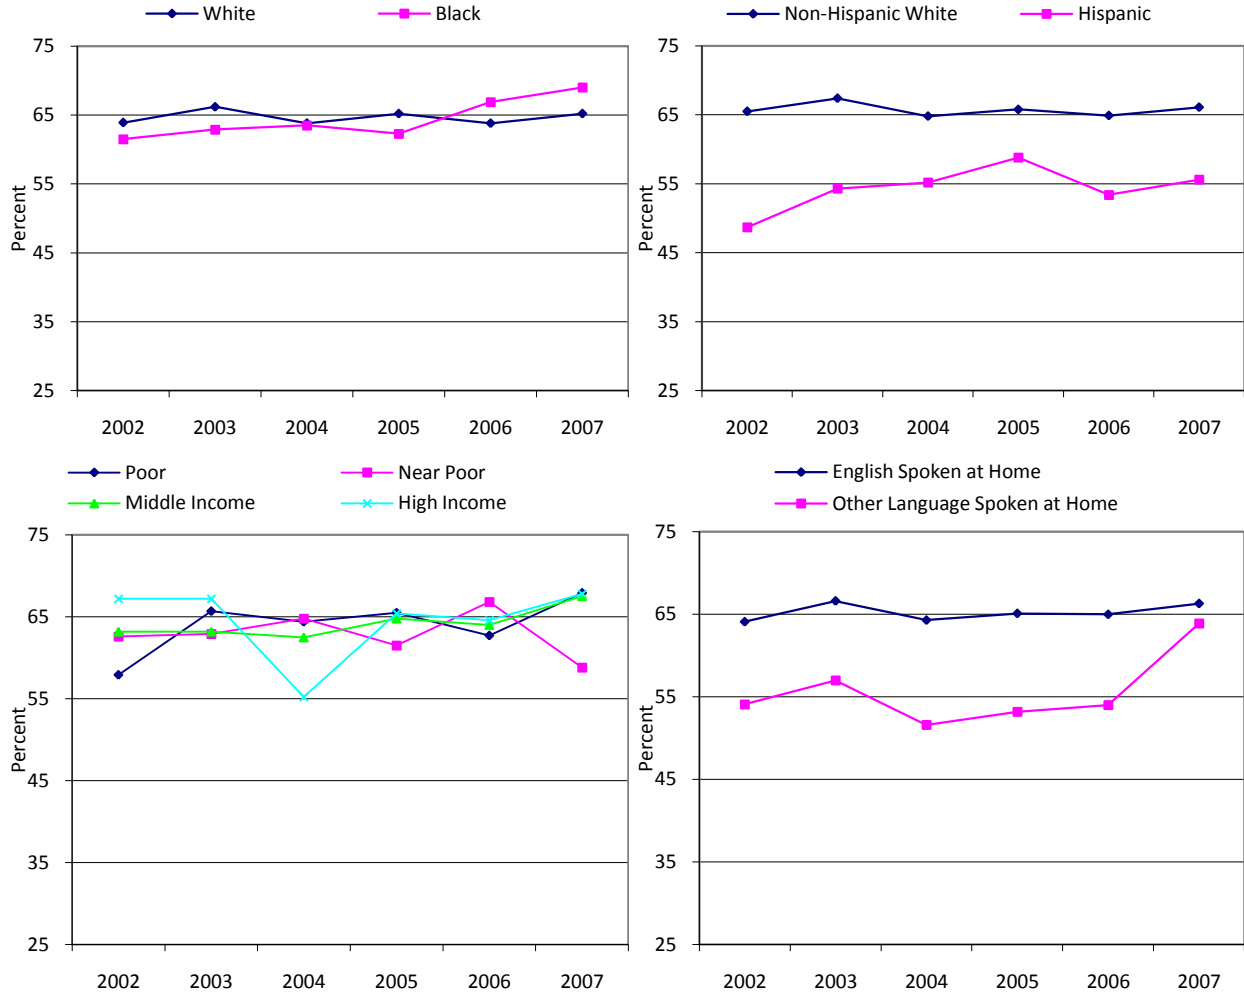 White Black
75
65
55
45
35
25
Percent
2002 2003 2004 2005 2006 2007
Non-Hispanic White Hispanic
75
65
55
45
35
25
Percent
2002 2003 2004 2005 2006 2007
Poor Near Poor
Middle Income High Income
75
65
55
45
35
25
Percent
2002 2003 2004 2005 2006 2007
English Spoken at Home
Other Language Spoken at Home
75
65
55
45
35
25
Percent
2002 2003 2004 2005 2006 2007